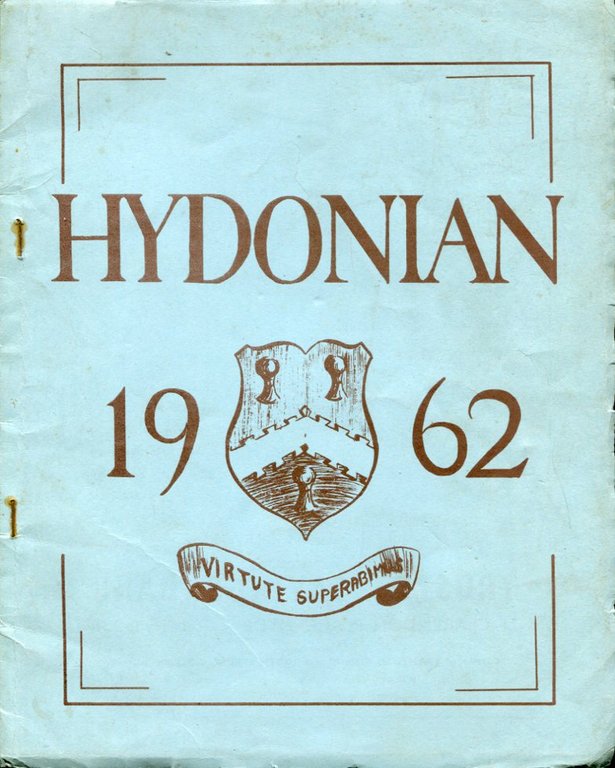 HYDONIAN
19 62
VIRTUTE SUPERABIMUS